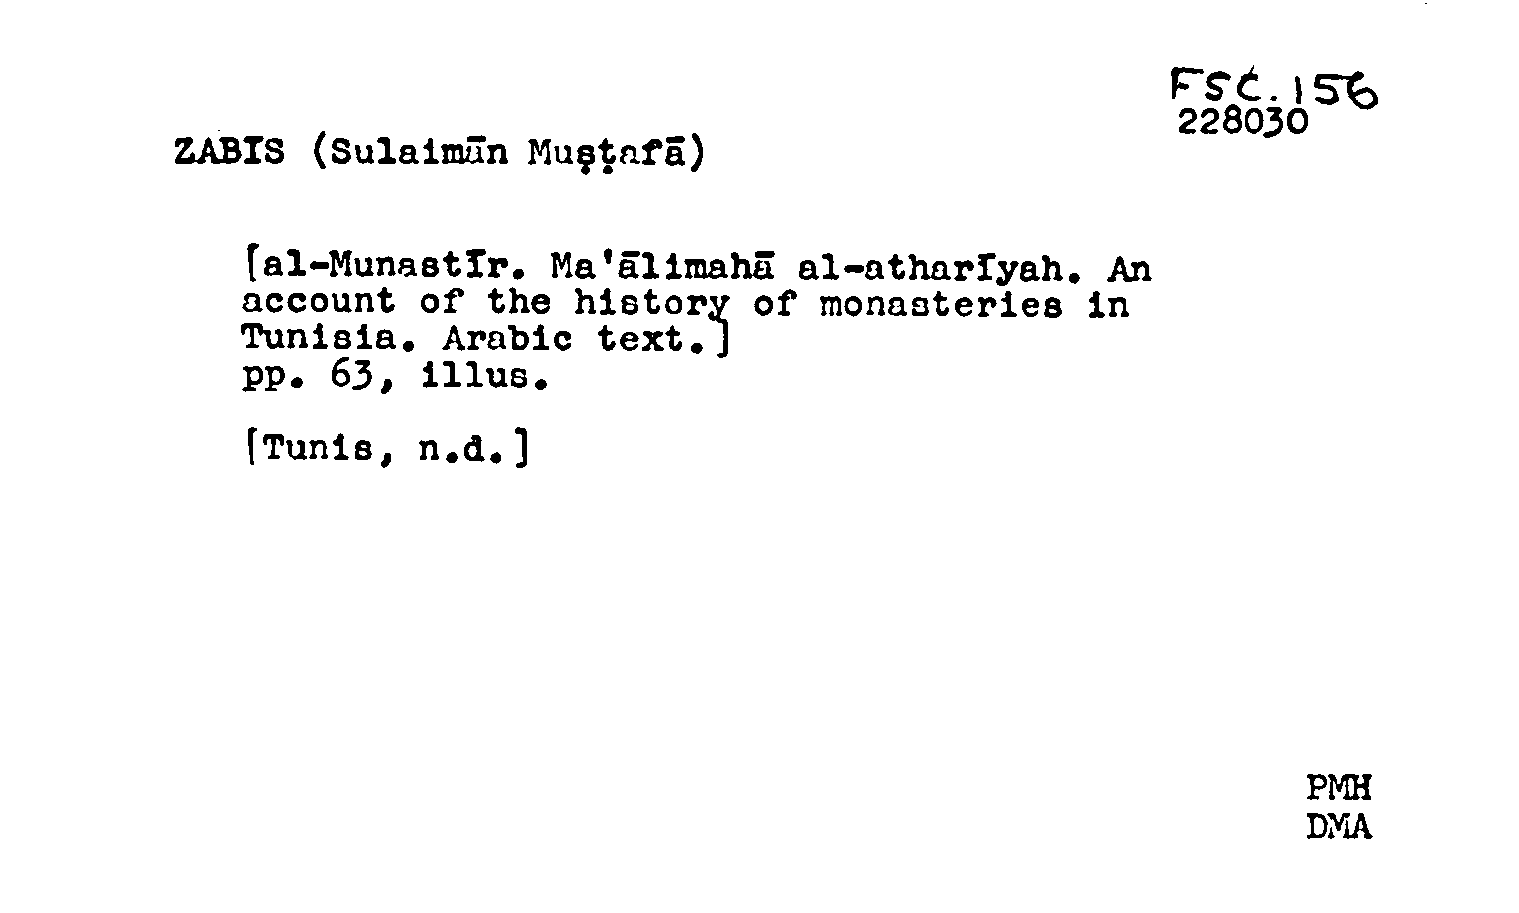 FSC. 156
228030
ZABĪS (Sulaimān Muṣṭafā)
[al-Munastīr. Ma'ālimahā al-atharīyah. An
account of the history of monasteries in
Tunisia. Arabic text.]
pp. 63, illus.
[Tunis, n.d.]
PMH
DMA